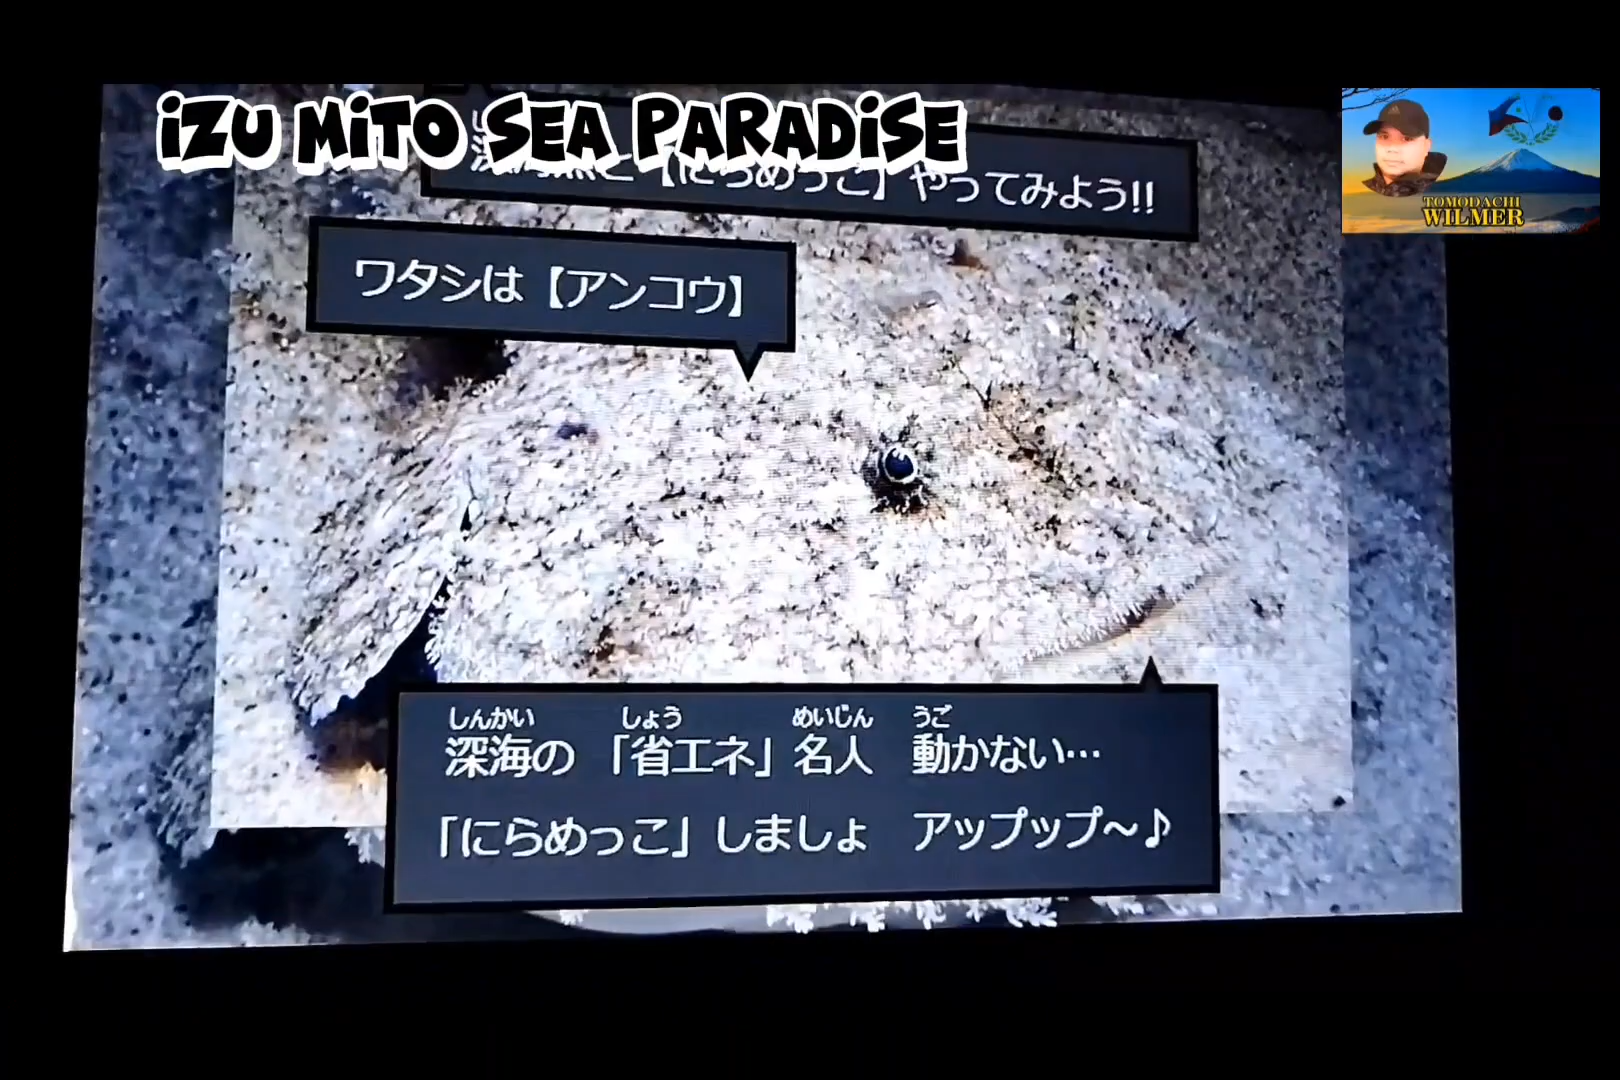 iZU MiTO SEA PARADiSE
と【にらめっこ】やってみよう!!
ワタシは【アンコウ】
しんかい しょう めいじん うご
深海の「省エネ」名人 動かない…
「にらめっこ」しましょ アップップ～♪
TOMODACHI
WILMER